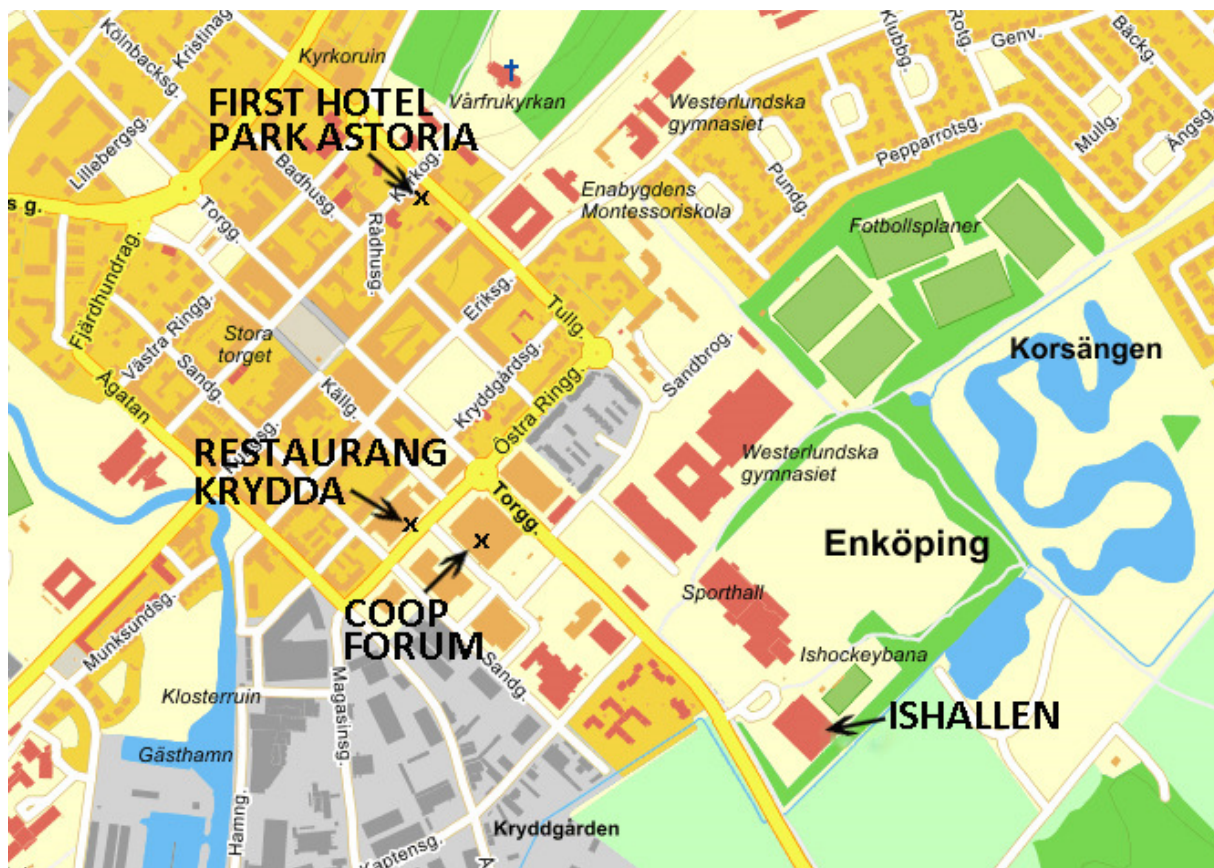 Kölnbacksg.
Kristinag.
Kyrkoruin
Vårfrukyrkan
Westerlundska
gymnasiet
Klubbg.
Rotg.
Genv.
Bäckg.
Mullg.
Ängsg.
Pepparrotsg.
Pundg.
FIRST HOTEL
PARK ASTORIA
Lillebergsg.
Badhusg.
Kyrkog.
Rådhusg.
Torgg.
s g.
Enabygdens
Montessoriskola
Fotbollsplaner
Fjärdhundrag.
Västra Ringg.
Stora
torget
Eriksg.
Tullg.
Sandbrog.
Korsängen
Ågatan
Sandg.
Källg.
Kryddgårdsg.
Östra Ringg.
RESTAURANG
KRYDDA
Torgg.
Westerlundska
gymnasiet
Enköping
COOP
FORUM
Sporthall
Ishockeybana
Munksundsg.
Klosterruin
Magasinsg.
Sandg.
ISHALLEN
Gästhamn
Hamng.
Kaptensg.
Kryddgården